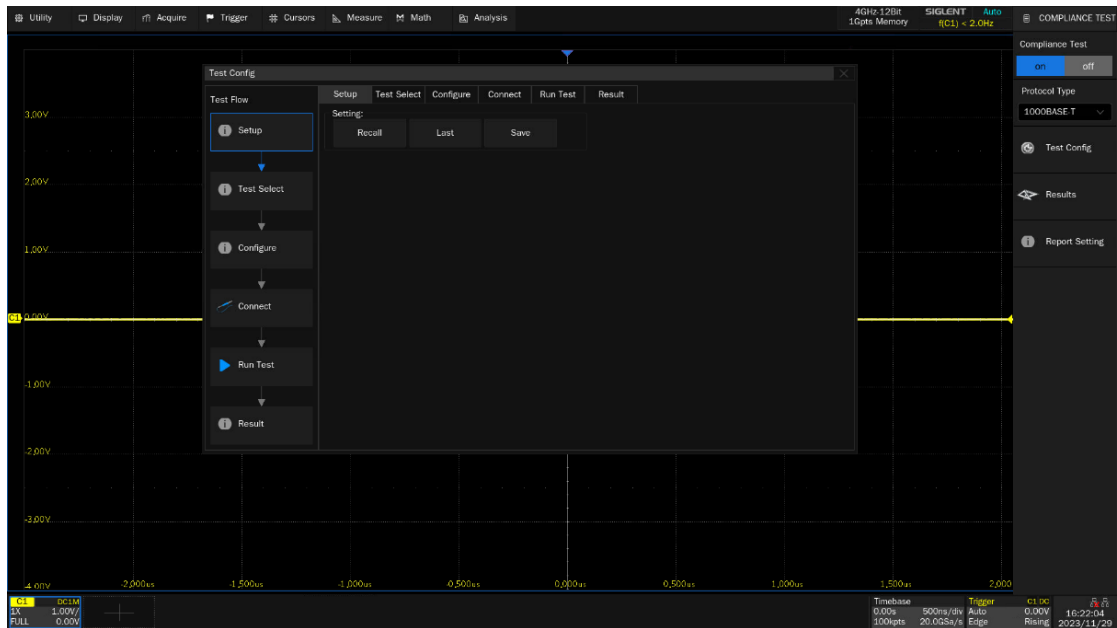 Utility Display Acquire Trigger Cursors Measure Math Analysis
4GHz-12Bit
1Gpts Memory
SIGLENT Auto
f(C1) < 2.0Hz
COMPLIANCE TEST
Compliance Test
on off
Protocol Type
1000BASE-T
Test Config
Results
Report Setting
Test Config
Test Flow
Setup
Test Select
Configure
Connect
Run Test
Result
Setup Test Select Configure Connect Run Test Result
Setting:
Recall Last Save
3.00V
2.00V
1.00V
C1 0.00V
-1.00V
-2.00V
-3.00V
-4.00V
-2.000us -1.500us -1.000us -0.500us 0.000us 0.500us 1.000us 1.500us 2.000
C1 DC1M
1X 1.00V/
FULL 0.00V
Timebase
0.00s 500ns/div
100kpts 20.0GSa/s
Trigger C1 DC
Auto 0.00V
Edge Rising
16:22:04
2023/11/29